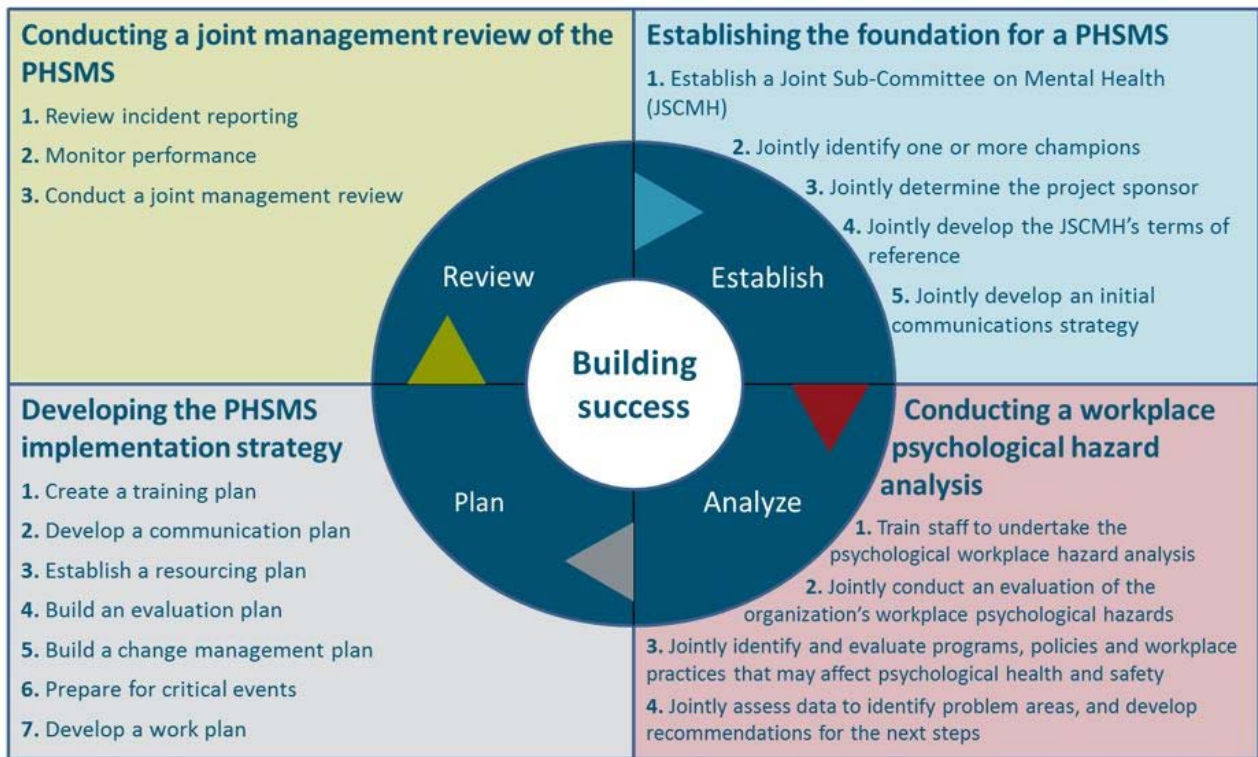 Conducting a joint management review of the
PHSMS
1. Review incident reporting
2. Monitor performance
3. Conduct a joint management review
Establishing the foundation for a PHSMS
1. Establish a Joint Sub-Committee on Mental Health
(JSCMH)
2. Jointly identify one or more champions
3. Jointly determine the project sponsor
4. Jointly develop the JSCMH's terms of
reference
5. Jointly develop an initial
communications strategy
Review
Establish
Building
success
Plan
Analyze
Developing the PHSMS
implementation strategy
1. Create a training plan
2. Develop a communication plan
3. Establish a resourcing plan
4. Build an evaluation plan
5. Build a change management plan
6. Prepare for critical events
7. Develop a work plan
Conducting a workplace
psychological hazard
analysis
1. Train staff to undertake the
psychological workplace hazard analysis
2. Jointly conduct an evaluation of the
organization's workplace psychological hazards
3. Jointly identify and evaluate programs, policies and workplace
practices that may affect psychological health and safety
4. Jointly assess data to identify problem areas, and develop
recommendations for the next steps